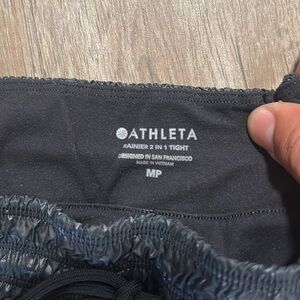 ATHLETA
RAINIER 2 IN 1 TIGHT
DESIGNED IN SAN FRANCISCO
MADE IN VIETNAM
MP